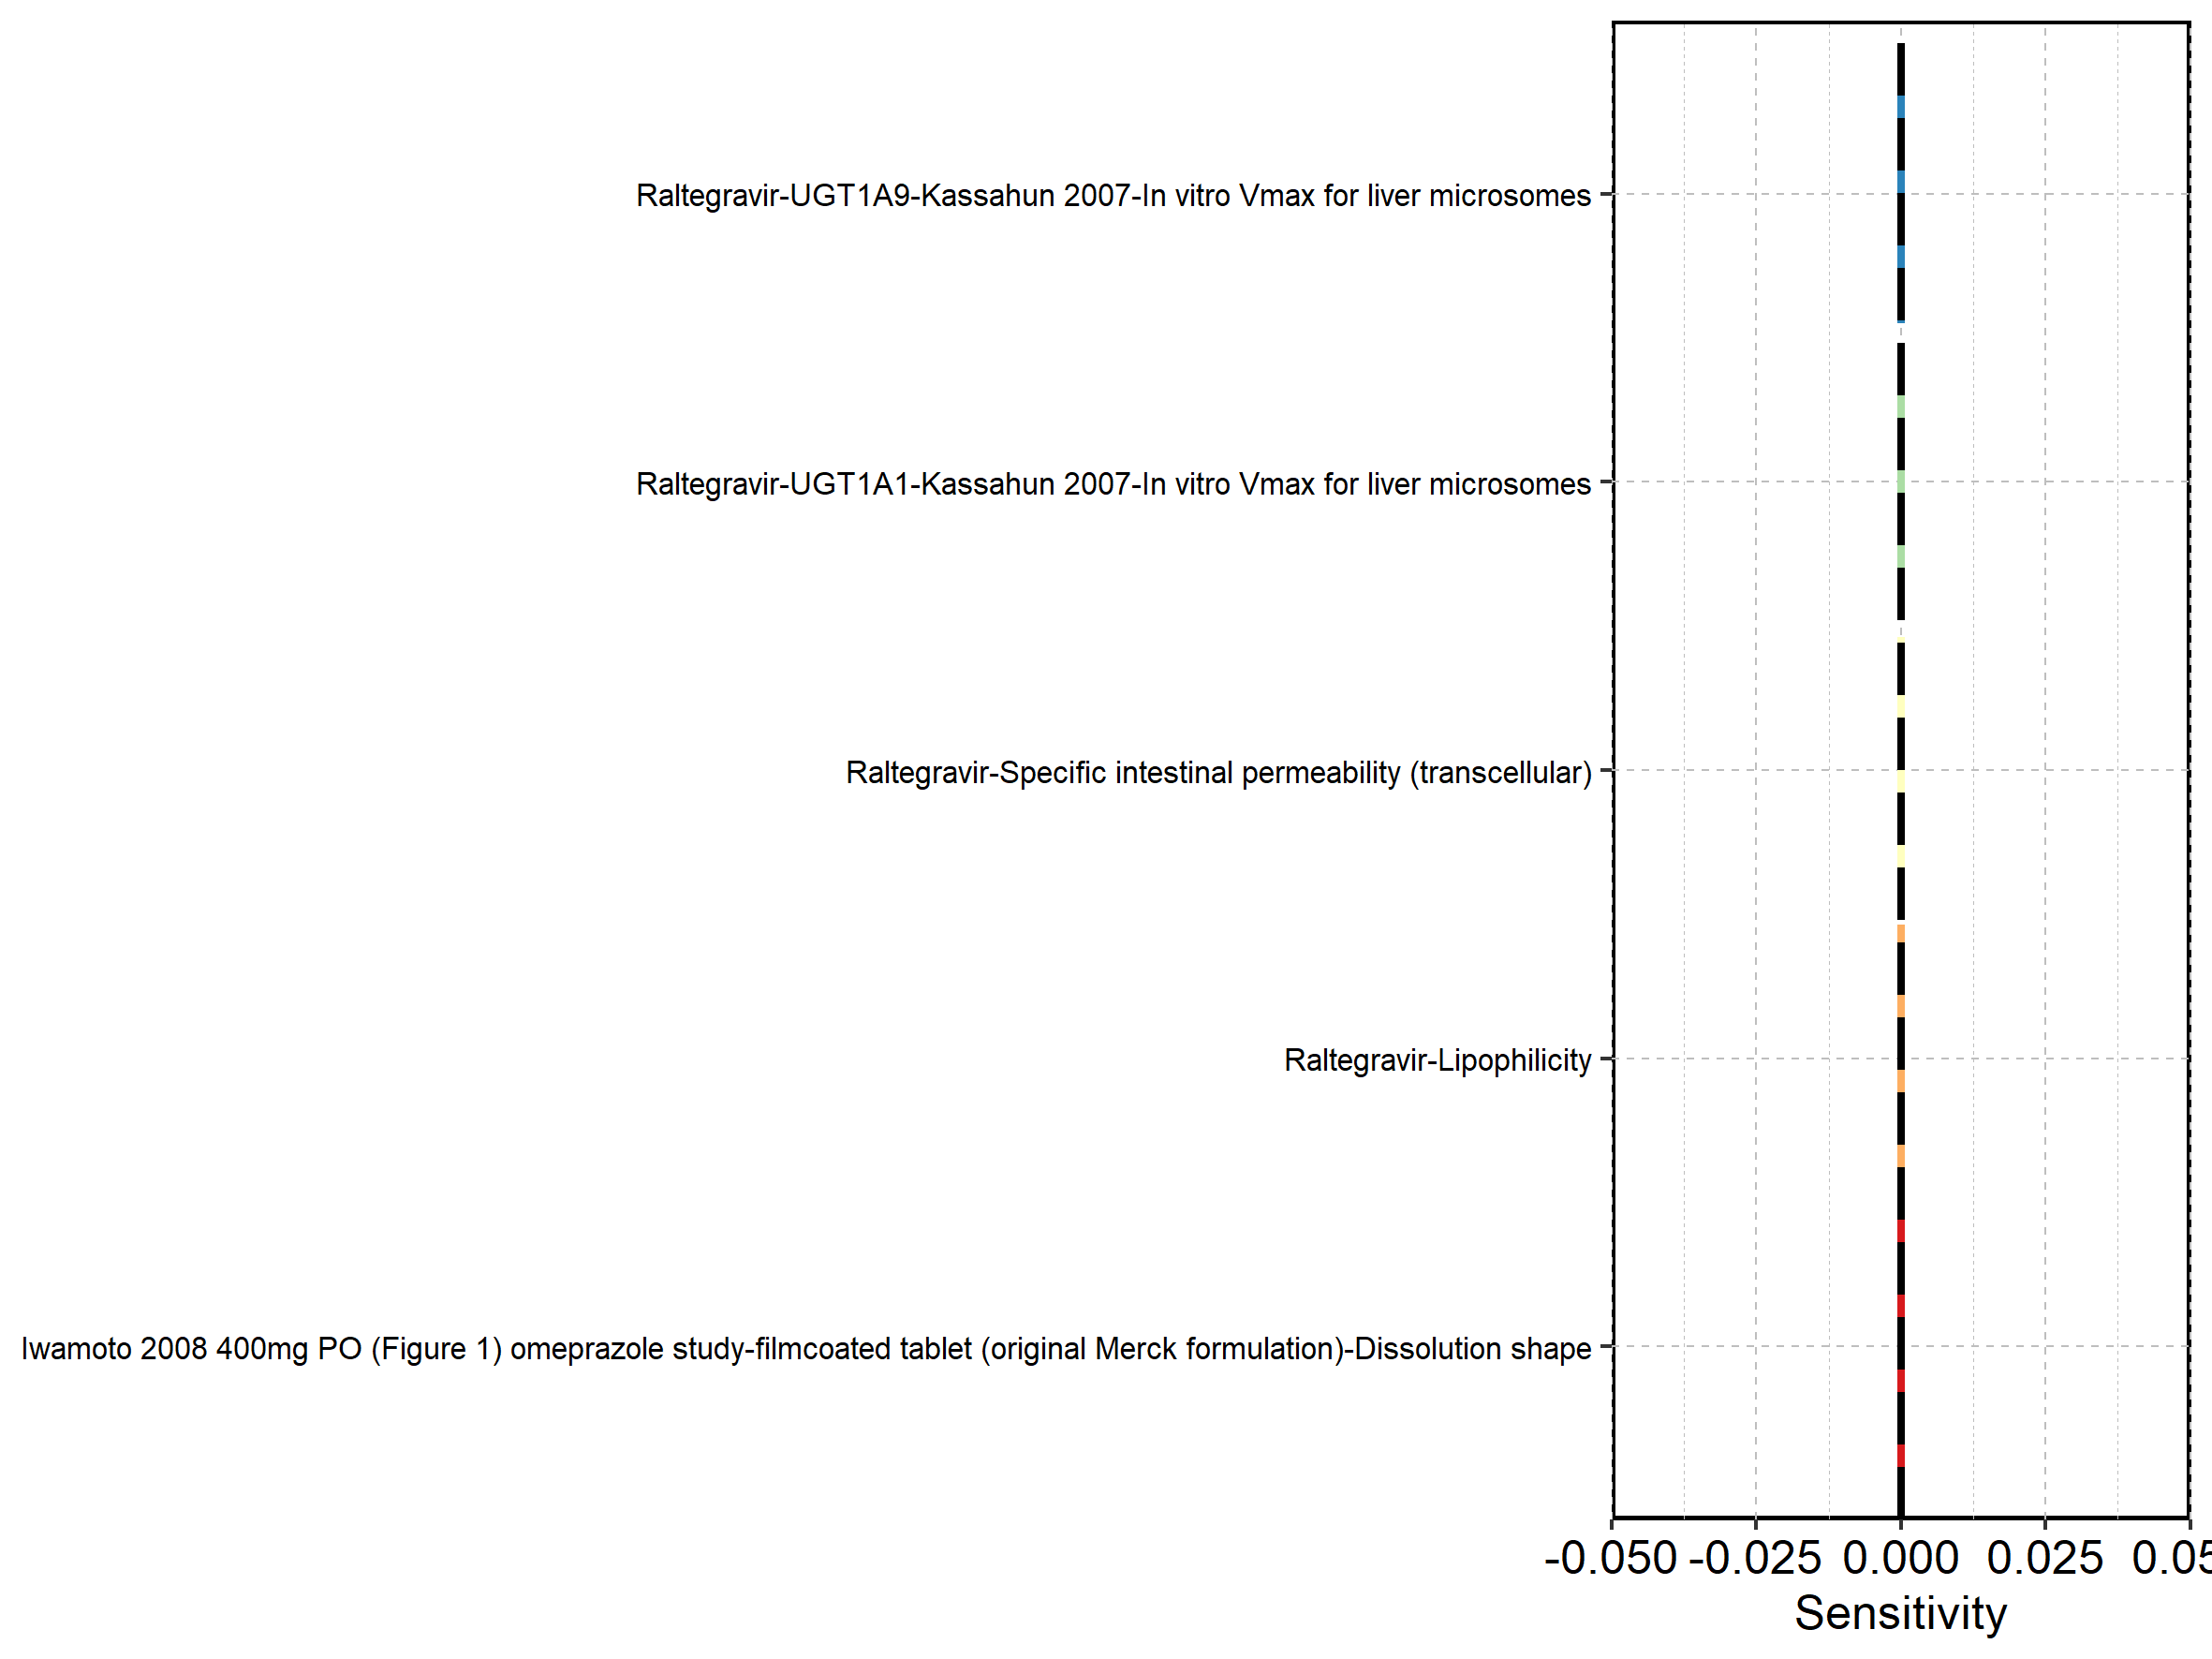 Raltegravir-UGT1A9-Kassahun 2007-In vitro Vmax for liver microsomes
Raltegravir-UGT1A1-Kassahun 2007-In vitro Vmax for liver microsomes
Raltegravir-Specific intestinal permeability (transcellular)
Raltegravir-Lipophilicity
Iwamoto 2008 400mg PO (Figure 1) omeprazole study-filmcoated tablet (original Merck formulation)-Dissolution shape
-0.050 -0.025 0.000 0.025 0.05
Sensitivity